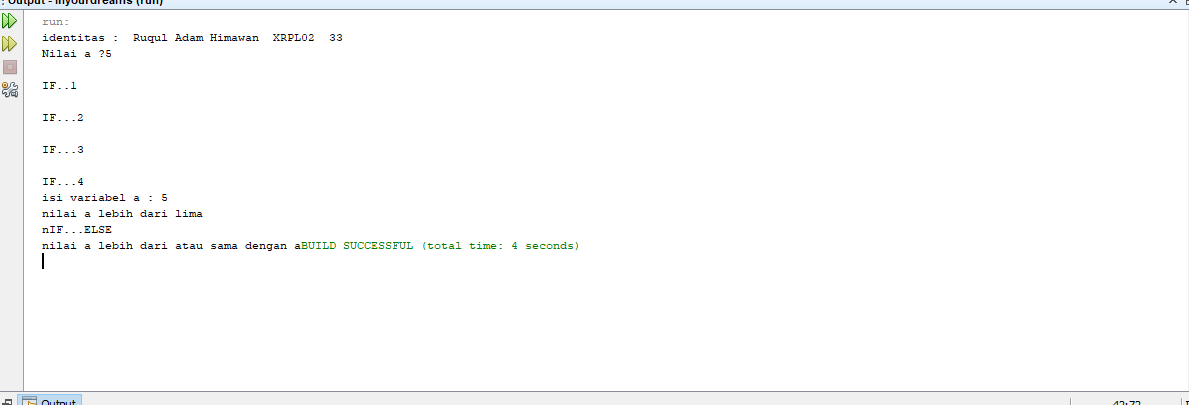 Output - inyourdreams (run)
run:
identitas :  Ruqul Adam Himawan  XRPL02  33
Nilai a ?5
IF..1
IF...2
IF...3
IF...4
isi variabel a : 5
nilai a lebih dari lima
nIF...ELSE
nilai a lebih dari atau sama dengan aBUILD SUCCESSFUL (total time: 4 seconds)
Output